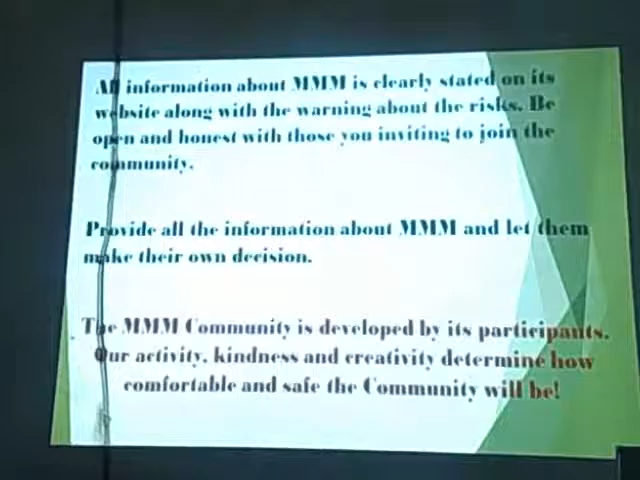 All information about MMM is clearly stated on its
website along with the warning about the risks. Be
open and honest with those you inviting to join the
community.
Provide all the information about MMM and let them
make their own decision.
The MMM Community is developed by its participants.
Our activity, kindness and creativity determine how
comfortable and safe the Community will be!